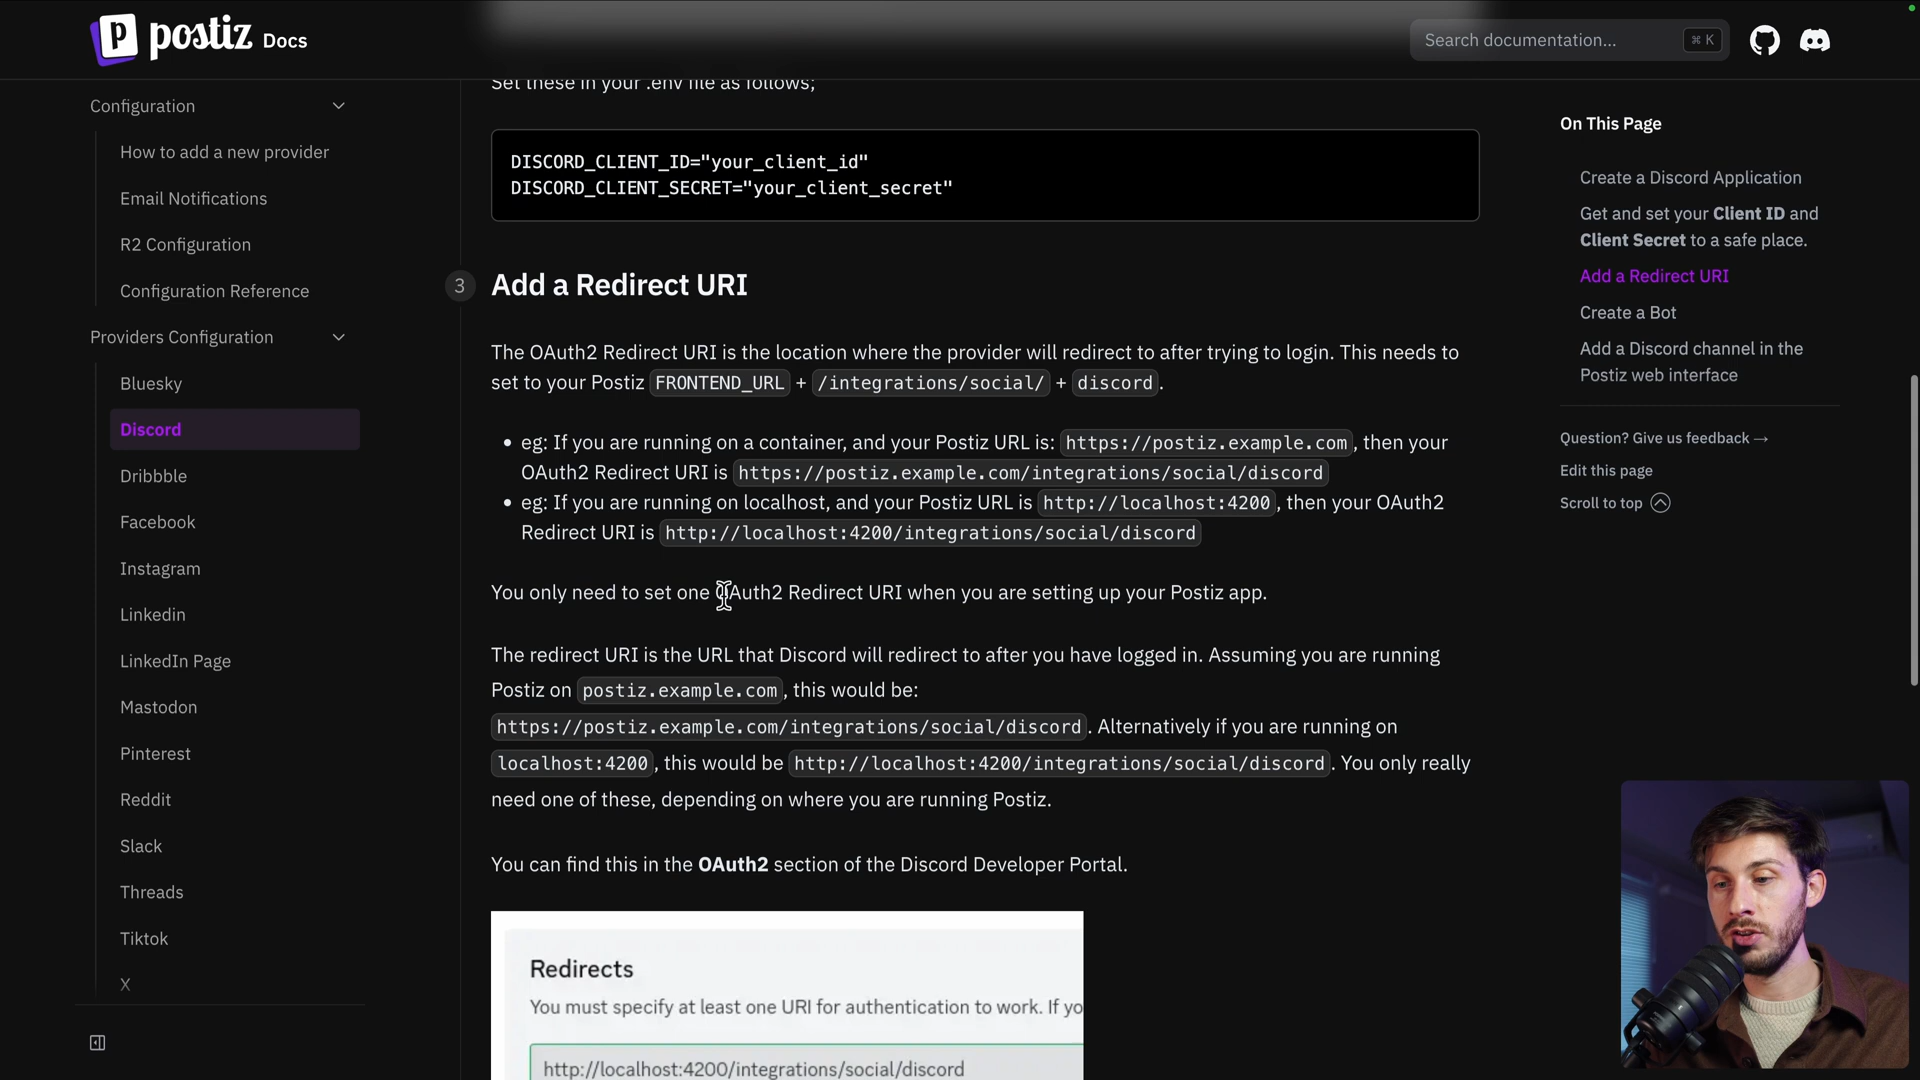 postiz Docs
Search documentation...
⌘ K
Configuration
How to add a new provider
Email Notifications
R2 Configuration
Configuration Reference
Providers Configuration
Bluesky
Discord
Dribbble
Facebook
Instagram
Linkedin
LinkedIn Page
Mastodon
Pinterest
Reddit
Slack
Threads
Tiktok
X
Set these in your .env file as follows;
DISCORD_CLIENT_ID="your_client_id"
DISCORD_CLIENT_SECRET="your_client_secret"
3 Add a Redirect URI
The OAuth2 Redirect URI is the location where the provider will redirect to after trying to login. This needs to
set to your Postiz FRONTEND_URL + /integrations/social/ + discord.
• eg: If you are running on a container, and your Postiz URL is: https://postiz.example.com, then your
OAuth2 Redirect URI is https://postiz.example.com/integrations/social/discord
• eg: If you are running on localhost, and your Postiz URL is http://localhost:4200, then your OAuth2
Redirect URI is http://localhost:4200/integrations/social/discord
You only need to set one OAuth2 Redirect URI when you are setting up your Postiz app.
The redirect URI is the URL that Discord will redirect to after you have logged in. Assuming you are running
Postiz on postiz.example.com, this would be:
https://postiz.example.com/integrations/social/discord. Alternatively if you are running on
localhost:4200, this would be http://localhost:4200/integrations/social/discord. You only really
need one of these, depending on where you are running Postiz.
You can find this in the OAuth2 section of the Discord Developer Portal.
Redirects
You must specify at least one URI for authentication to work. If yo
http://localhost:4200/integrations/social/discord
On This Page
Create a Discord Application
Get and set your Client ID and
Client Secret to a safe place.
Add a Redirect URI
Create a Bot
Add a Discord channel in the
Postiz web interface
Question? Give us feedback →
Edit this page
Scroll to top